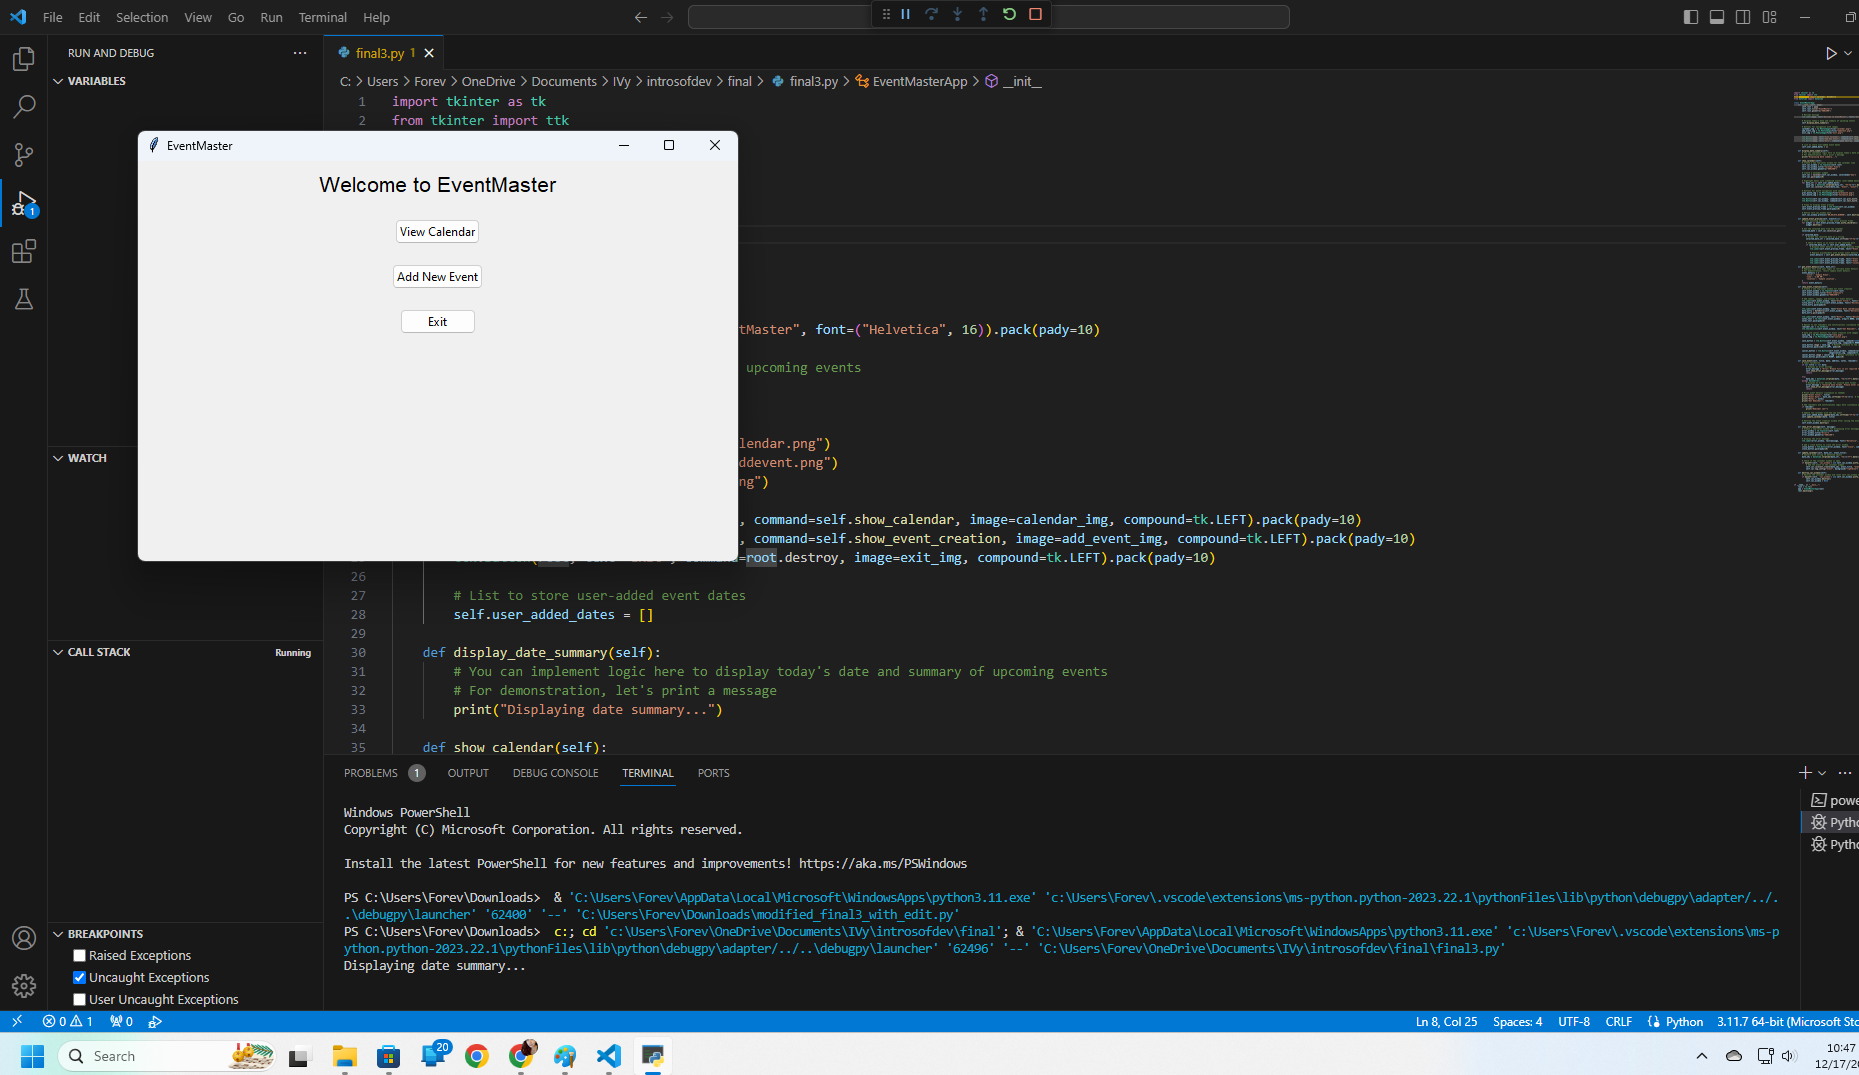 File Edit Selection View Go Run Terminal Help
RUN AND DEBUG
VARIABLES
WATCH
CALL STACK Running
BREAKPOINTS
Raised Exceptions
Uncaught Exceptions
User Uncaught Exceptions
final3.py 1
C: > Users > Forev > OneDrive > Documents > IVy > introsofdev > final > final3.py > EventMasterApp > __init__
1 import tkinter as tk
2 from tkinter import ttk
EventMaster
Welcome to EventMaster
View Calendar
Add New Event
Exit
tMaster", font=("Helvetica", 16)).pack(pady=10)
upcoming events
lendar.png")
ddevent.png")
ng")
, command=self.show_calendar, image=calendar_img, compound=tk.LEFT).pack(pady=10)
, command=self.show_event_creation, image=add_event_img, compound=tk.LEFT).pack(pady=10)
=root.destroy, image=exit_img, compound=tk.LEFT).pack(pady=10)
26
27 # List to store user-added event dates
28 self.user_added_dates = []
29
30 def display_date_summary(self):
31 # You can implement logic here to display today's date and summary of upcoming events
32 # For demonstration, let's print a message
33 print("Displaying date summary...")
34
35 def show_calendar(self):
PROBLEMS 1 OUTPUT DEBUG CONSOLE TERMINAL PORTS
Windows PowerShell
Copyright (C) Microsoft Corporation. All rights reserved.
Install the latest PowerShell for new features and improvements! https://aka.ms/PSWindows
PS C:\Users\Forev\Downloads>  & 'C:\Users\Forev\AppData\Local\Microsoft\WindowsApps\python3.11.exe' 'c:\Users\Forev\.vscode\extensions\ms-python.python-2023.22.1\pythonFiles\lib\python\debugpy\adapter/../.
.\debugpy\launcher' '62400' '--' 'C:\Users\Forev\Downloads\modified_final3_with_edit.py'
PS C:\Users\Forev\Downloads>  c:; cd 'c:\Users\Forev\OneDrive\Documents\IVy\introsofdev\final'; & 'C:\Users\Forev\AppData\Local\Microsoft\WindowsApps\python3.11.exe' 'c:\Users\Forev\.vscode\extensions\ms-p
ython.python-2023.22.1\pythonFiles\lib\python\debugpy\adapter/../..\debugpy\launcher' '62496' '--' 'C:\Users\Forev\OneDrive\Documents\IVy\introsofdev\final\final3.py'
Displaying date summary...
powe
Pytho
Pytho
1
0 1 0
Ln 8, Col 25 Spaces: 4 UTF-8 CRLF Python 3.11.7 64-bit (Microsoft Sto
Search
20
10:47
12/17/20